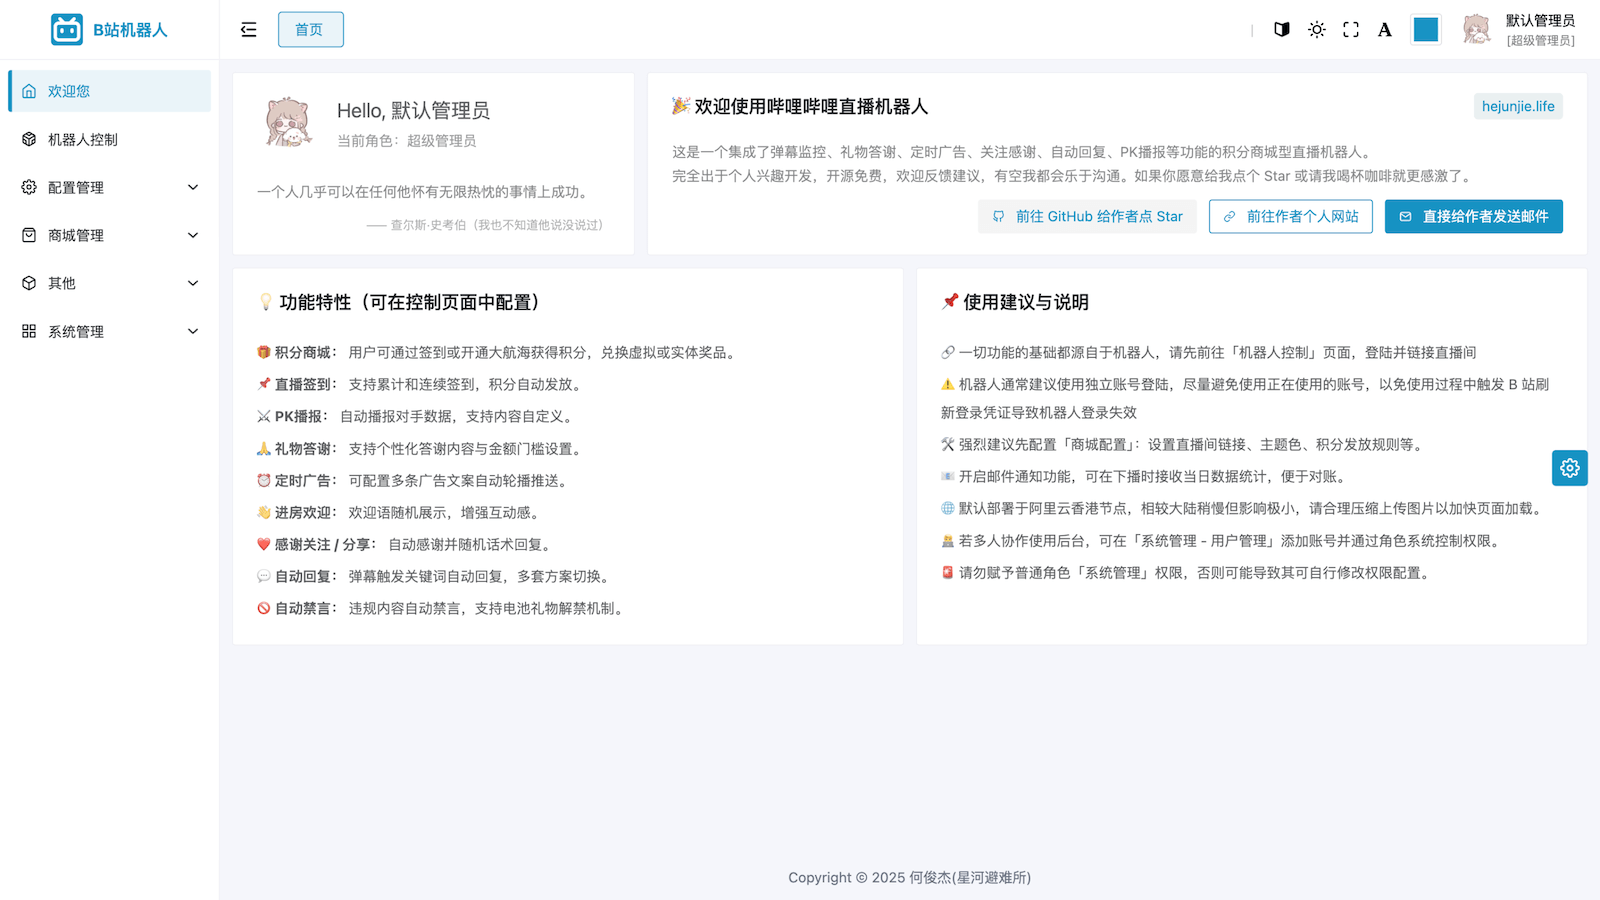 B站机器人
首页
A
默认管理员
[超级管理员]
欢迎您
机器人控制
配置管理
商城管理
其他
系统管理
Hello, 默认管理员
当前角色：超级管理员
一个人几乎可以在任何他怀有无限热忱的事情上成功。
—— 查尔斯·史考伯（我也不知道他说没说过）
🎉 欢迎使用哔哩哔哩直播机器人
hejunjie.life
这是一个集成了弹幕监控、礼物答谢、定时广告、关注感谢、自动回复、PK播报等功能的积分商城型直播机器人。
完全出于个人兴趣开发，开源免费，欢迎反馈建议，有空我都会乐于沟通。如果你愿意给我点个 Star 或请我喝杯咖啡就更感激了。
前往 GitHub 给作者点 Star
前往作者个人网站
直接给作者发送邮件
💡 功能特性（可在控制页面中配置）
🎁 积分商城： 用户可通过签到或开通大航海获得积分，兑换虚拟或实体奖品。
📌 直播签到： 支持累计和连续签到，积分自动发放。
⚔ PK播报： 自动播报对手数据，支持内容自定义。
🙏 礼物答谢： 支持个性化答谢内容与金额门槛设置。
⏰ 定时广告： 可配置多条广告文案自动轮播推送。
👋 进房欢迎： 欢迎语随机展示，增强互动感。
❤️ 感谢关注 / 分享： 自动感谢并随机话术回复。
💬 自动回复： 弹幕触发关键词自动回复，多套方案切换。
🚫 自动禁言： 违规内容自动禁言，支持电池礼物解禁机制。
📌 使用建议与说明
🔗 一切功能的基础都源自于机器人，请先前往「机器人控制」页面，登陆并链接直播间
⚠️ 机器人通常建议使用独立账号登陆，尽量避免使用正在使用的账号，以免使用过程中触发 B 站刷
新登录凭证导致机器人登录失效
🛠 强烈建议先配置「商城配置」：设置直播间链接、主题色、积分发放规则等。
📧 开启邮件通知功能，可在下播时接收当日数据统计，便于对账。
🌐 默认部署于阿里云香港节点，相较大陆稍慢但影响极小，请合理压缩上传图片以加快页面加载。
🧑‍💻 若多人协作使用后台，可在「系统管理 - 用户管理」添加账号并通过角色系统控制权限。
🚨 请勿赋予普通角色「系统管理」权限，否则可能导致其可自行修改权限配置。
Copyright © 2025 何俊杰(星河避难所)